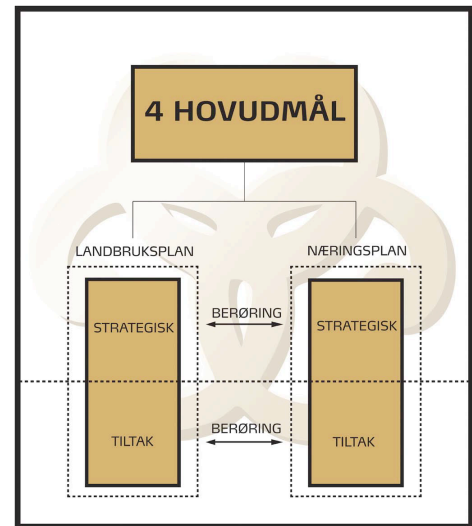 4 HOVUDMÅL
LANDBRUKSPLAN
NÆRINGSPLAN
STRATEGISK
BERØRING
STRATEGISK
TILTAK
BERØRING
TILTAK